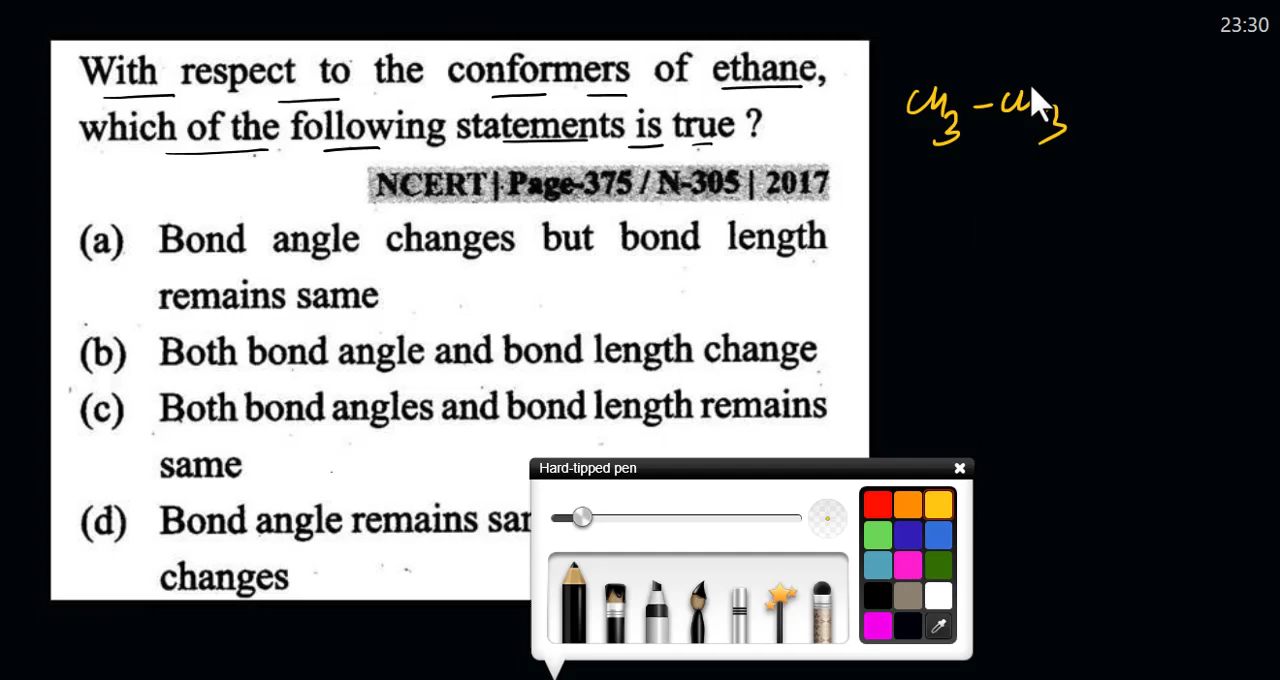 23:30
With respect to the conformers of ethane,
which of the following statements is true ?
NCERT | Page-375 / N-305 | 2017
(a) Bond angle changes but bond length
remains same
(b) Both bond angle and bond length change
(c) Both bond angles and bond length remains
same
(d) Bond angle remains
changes
CH3 -
Hard-tipped pen